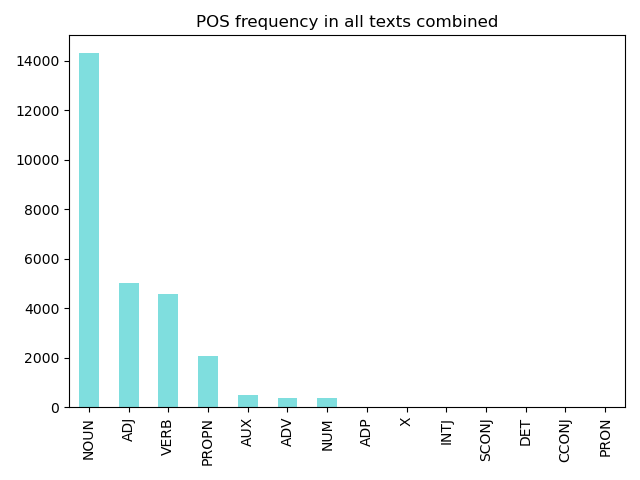 POS frequency in all texts combined
14000
12000
10000
8000
6000
4000
2000
0
NOUN
ADJ
VERB
PROPN
AUX
ADV
NUM
ADP
X
INTJ
SCONJ
DET
CCONJ
PRON